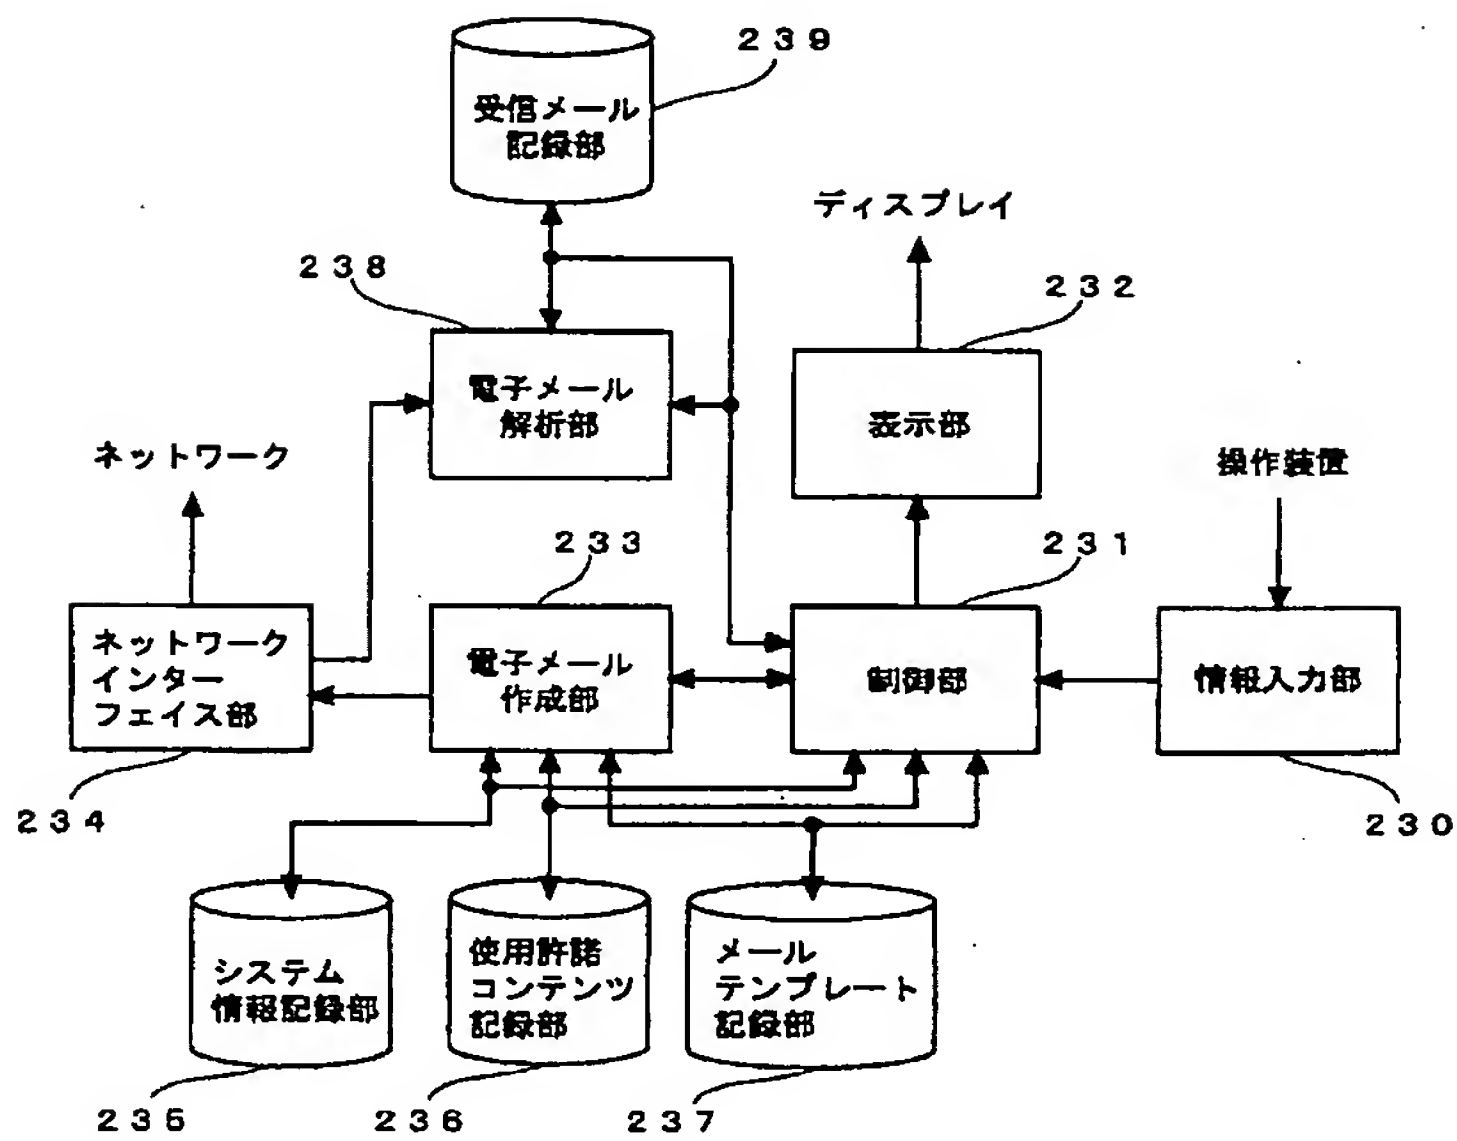 ２３９
受信メール
記録部
ディスプレイ
２３８
２３２
電子メール
解析部
表示部
ネットワーク
操作装置
２３３
２３１
ネットワーク
インター
フェイス部
電子メール
作成部
制御部
情報入力部
２３４
２３０
システム
情報記録部
使用許諾
コンテンツ
記録部
メール
テンプレート
記録部
２３５
２３６
２３７